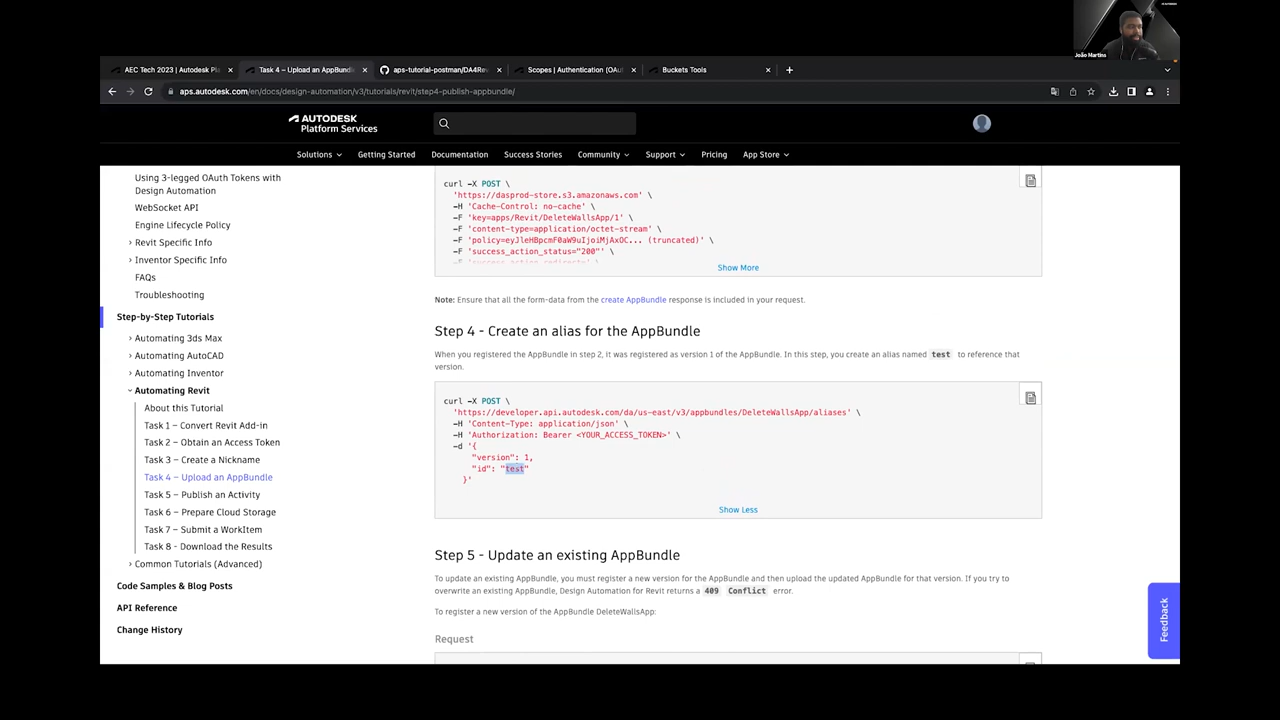 João Martins
AEC Tech 2023 | Autodesk Pl
Task 4 – Upload an AppBundl
aps-tutorial-postman/DA4Rev
Scopes | Authentication (OAu
Buckets Tools
aps.autodesk.com/en/docs/design-automation/v3/tutorials/revit/step4-publish-appbundle/
AUTODESK
Platform Services
Solutions
Getting Started
Documentation
Success Stories
Community
Support
Pricing
App Store
Using 3-legged OAuth Tokens with
Design Automation
WebSocket API
Engine Lifecycle Policy
Revit Specific Info
Inventor Specific Info
FAQs
Troubleshooting
Step-by-Step Tutorials
Automating 3ds Max
Automating AutoCAD
Automating Inventor
Automating Revit
About this Tutorial
Task 1 – Convert Revit Add-in
Task 2 – Obtain an Access Token
Task 3 – Create a Nickname
Task 4 – Upload an AppBundle
Task 5 – Publish an Activity
Task 6 – Prepare Cloud Storage
Task 7 – Submit a WorkItem
Task 8 - Download the Results
Common Tutorials (Advanced)
Code Samples & Blog Posts
API Reference
Change History
curl -X POST \
'https://dasprod-store.s3.amazonaws.com' \
-H 'Cache-Control: no-cache' \
-F 'key=apps/Revit/DeleteWallsApp/1' \
-F 'content-type=application/octet-stream' \
-F 'policy=eyJleHBpcmF0aW9uIjoiMjAxOC... (truncated)' \
-F 'success_action_status="200"' \
-F 'success_action_redirect=' \
Show More
Note: Ensure that all the form-data from the create AppBundle response is included in your request.
Step 4 - Create an alias for the AppBundle
When you registered the AppBundle in step 2, it was registered as version 1 of the AppBundle. In this step, you create an alias named test to reference that
version.
curl -X POST \
'https://developer.api.autodesk.com/da/us-east/v3/appbundles/DeleteWallsApp/aliases' \
-H 'Content-Type: application/json' \
-H 'Authorization: Bearer <YOUR_ACCESS_TOKEN>' \
-d '{
"version": 1,
"id": "test"
}'
Show Less
Step 5 - Update an existing AppBundle
To update an existing AppBundle, you must register a new version for the AppBundle and then upload the updated AppBundle for that version. If you try to
overwrite an existing AppBundle, Design Automation for Revit returns a 409 Conflict error.
To register a new version of the AppBundle DeleteWallsApp:
Request
Feedback